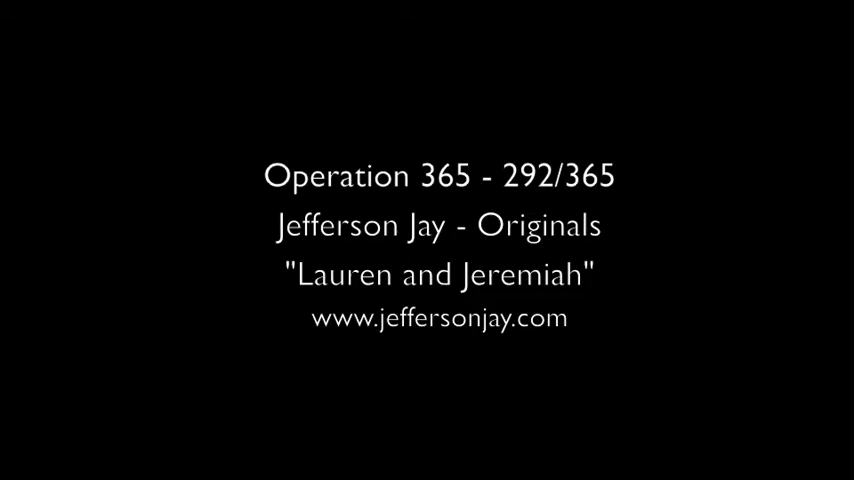 Operation 365 - 292/365
Jefferson Jay - Originals
"Lauren and Jeremiah"
www.jeffersonjay.com